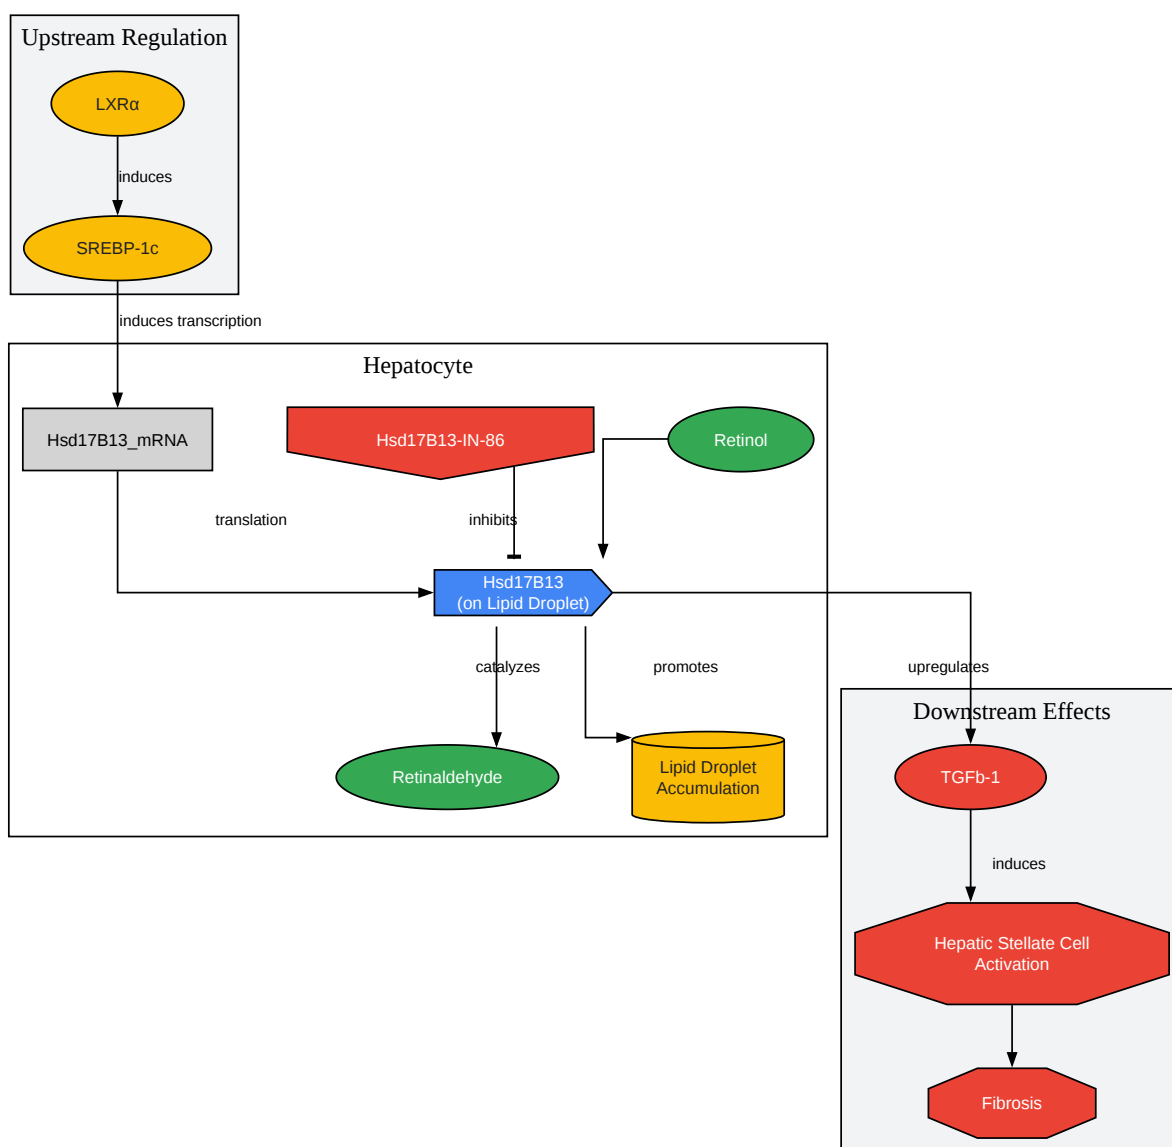 Upstream Regulation
LXRα
induces
SREBP-1c
induces transcription
Hepatocyte
Hsd17B13_mRNA
Hsd17B13-IN-86
Retinol
translation
inhibits
Hsd17B13
(on Lipid Droplet)
catalyzes
promotes
upregulates
Downstream Effects
Retinaldehyde
Lipid Droplet
Accumulation
TGFb-1
induces
Hepatic Stellate Cell
Activation
Fibrosis